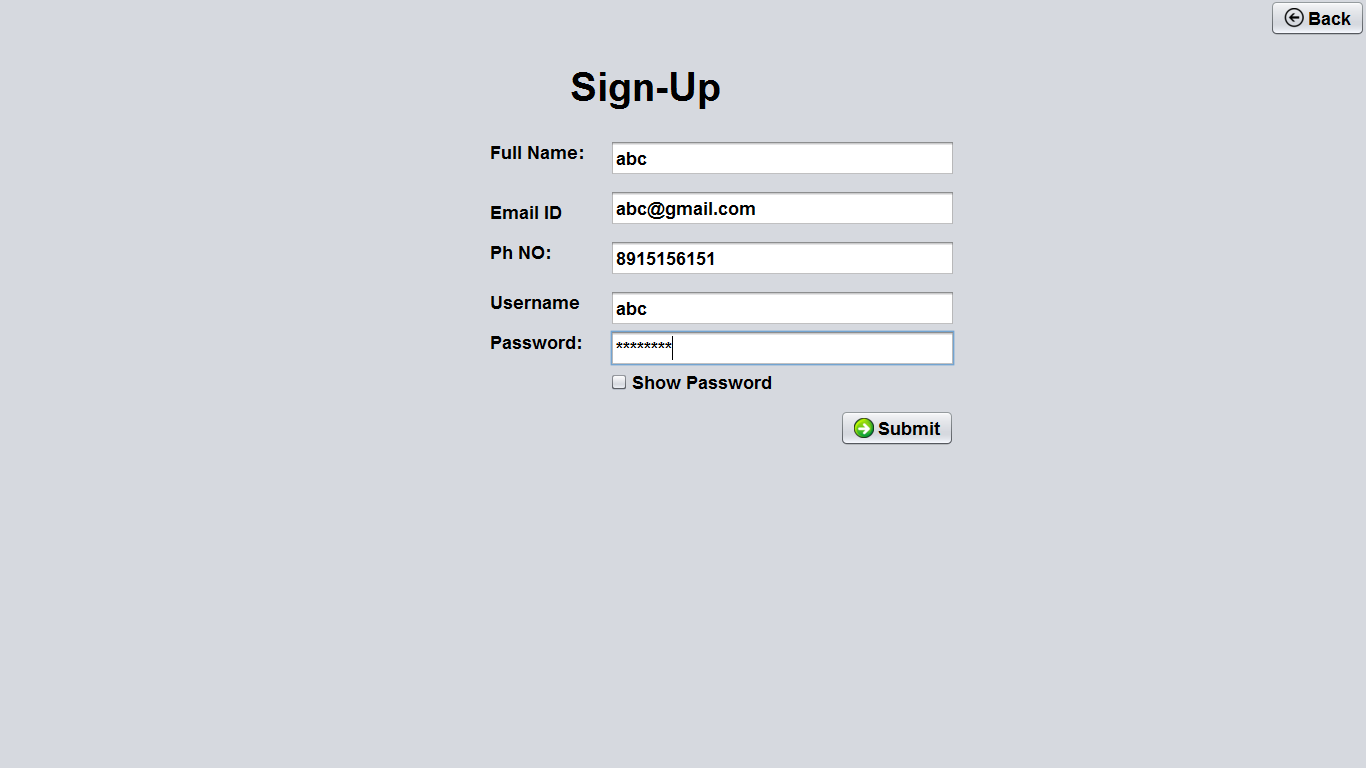 Back
Sign-Up
Full Name: abc
Email ID abc@gmail.com
Ph NO: 8915156151
Username abc
Password: ********
Show Password
Submit